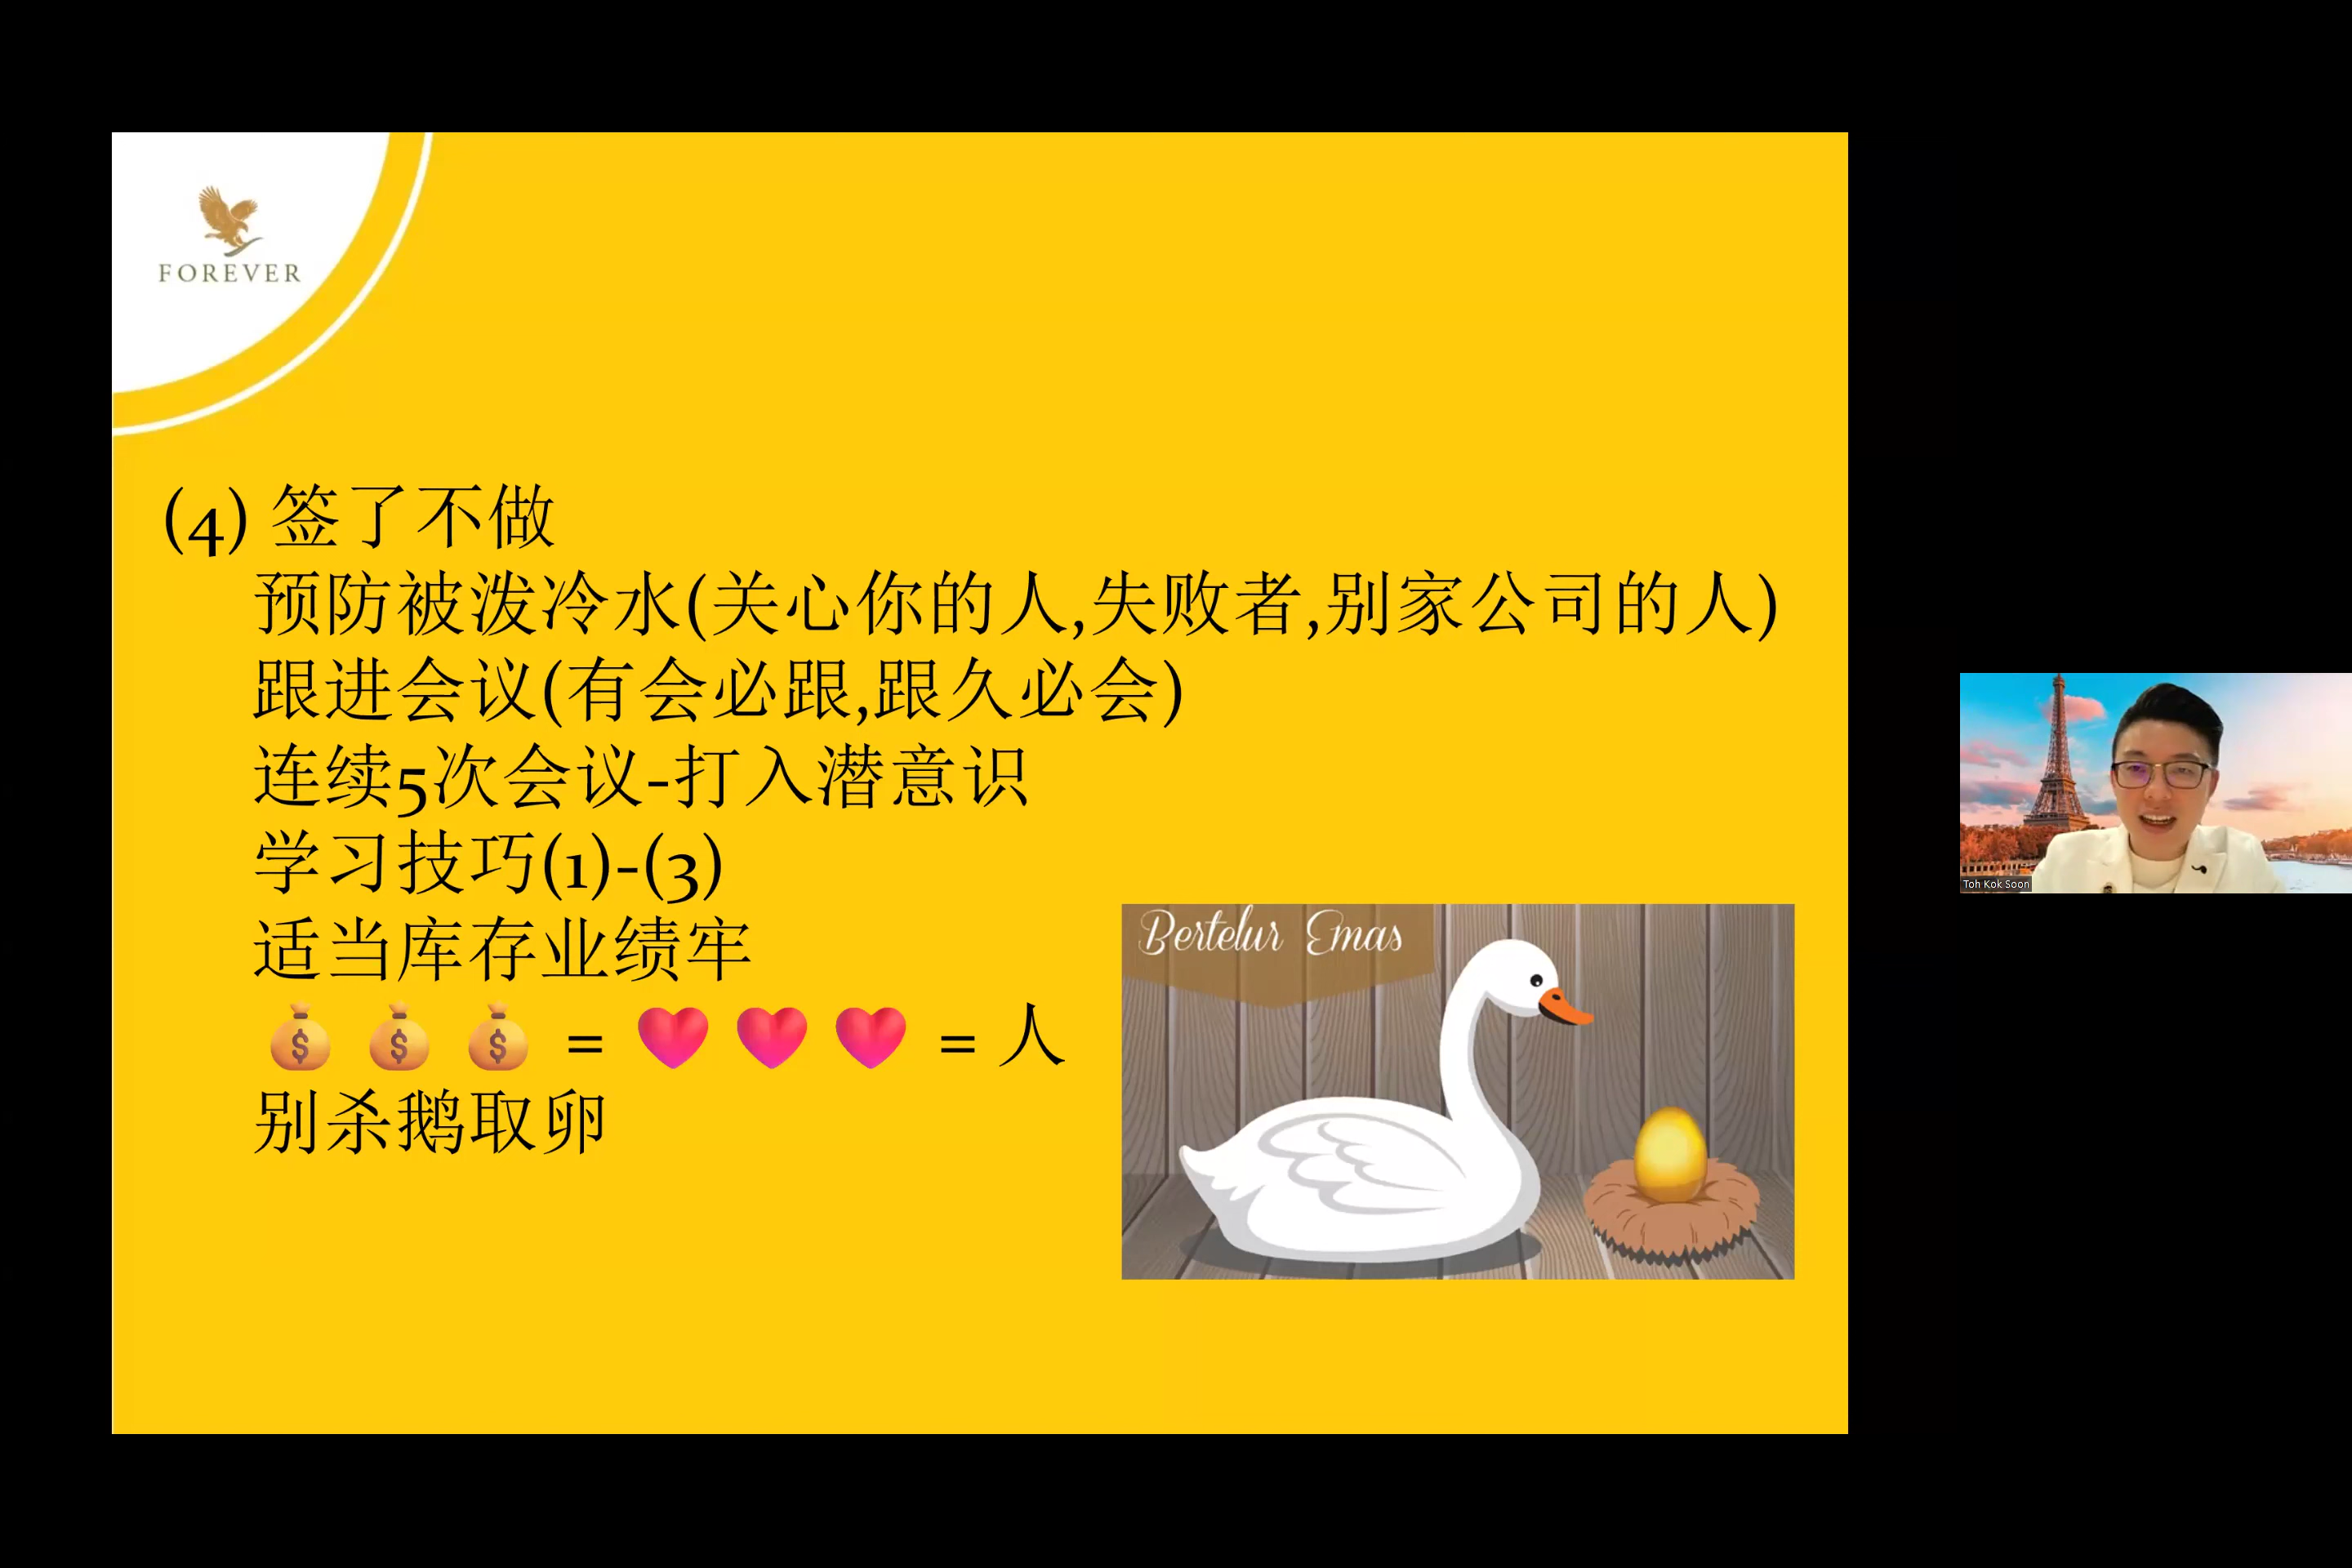 FOREVER
(4) 签了不做
预防被泼冷水(关心你的人,失败者,别家公司的人)
跟进会议(有会必跟,跟久必会)
连续5次会议-打入潜意识
学习技巧(1)-(3)
适当库存业绩牢
💰 💰 💰 = ❤️ ❤️ ❤️ = 人
别杀鹅取卵
Bertelur Emas
Toh Kok Soon